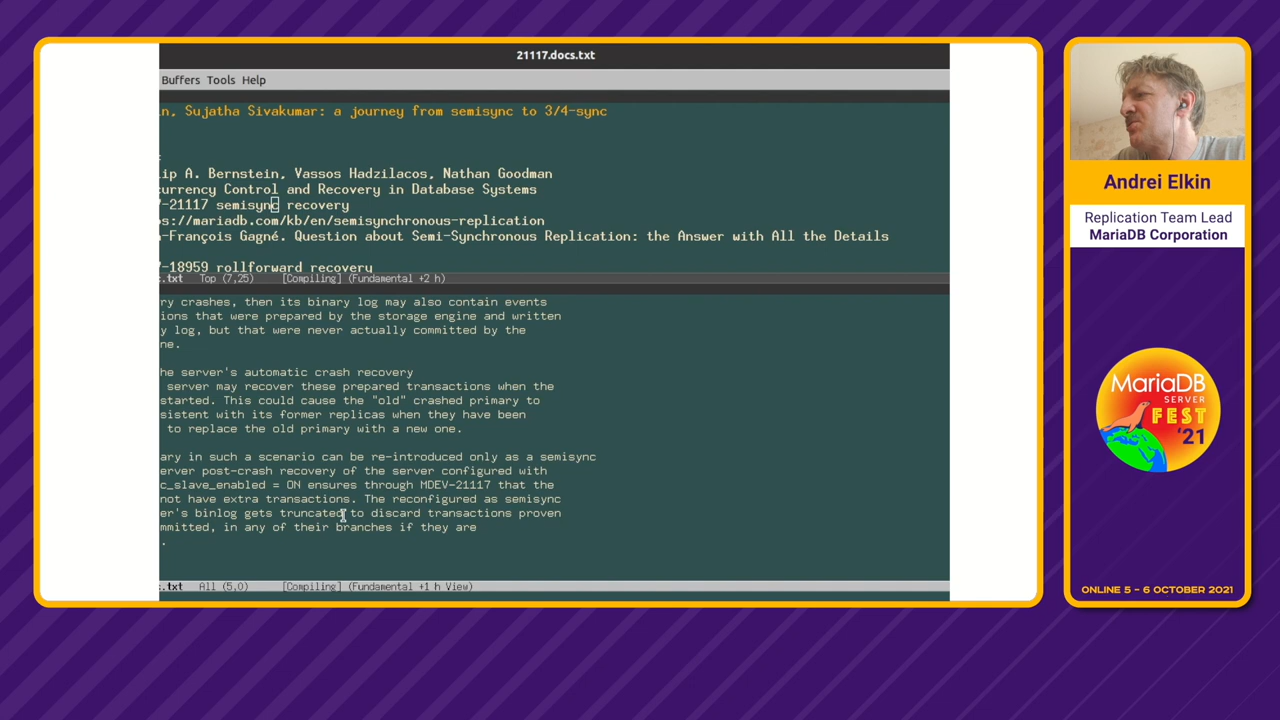 21117.docs.txt
Buffers Tools Help
in, Sujatha Sivakumar: a journey from semisync to 3/4-sync
:
ip A. Bernstein, Vassos Hadzilacos, Nathan Goodman
currency Control and Recovery in Database Systems
-21117 semisync recovery
ps://mariadb.com/kb/en/semisynchronous-replication
-François Gagné. Question about Semi-Synchronous Replication: the Answer with All the Details
-18959 rollforward recovery
.txt Top (7,25) [Compiling] (Fundamental +2 h)
ry crashes, then its binary log may also contain events
ions that were prepared by the storage engine and written
y log, but that were never actually committed by the
ne.
he server's automatic crash recovery
server may recover these prepared transactions when the
started. This could cause the "old" crashed primary to
sistent with its former replicas when they have been
to replace the old primary with a new one.
ary in such a scenario can be re-introduced only as a semisync
erver post-crash recovery of the server configured with
c_slave_enabled = ON ensures through MDEV-21117 that the
not have extra transactions. The reconfigured as semisync
er's binlog gets truncated to discard transactions proven
mmitted, in any of their branches if they are
.
.txt All (5,0) [Compiling] (Fundamental +1 h View)
Andrei Elkin
Replication Team Lead
MariaDB Corporation
MariaDB
SERVER
FEST
'21
ONLINE 5 - 6 OCTOBER 2021